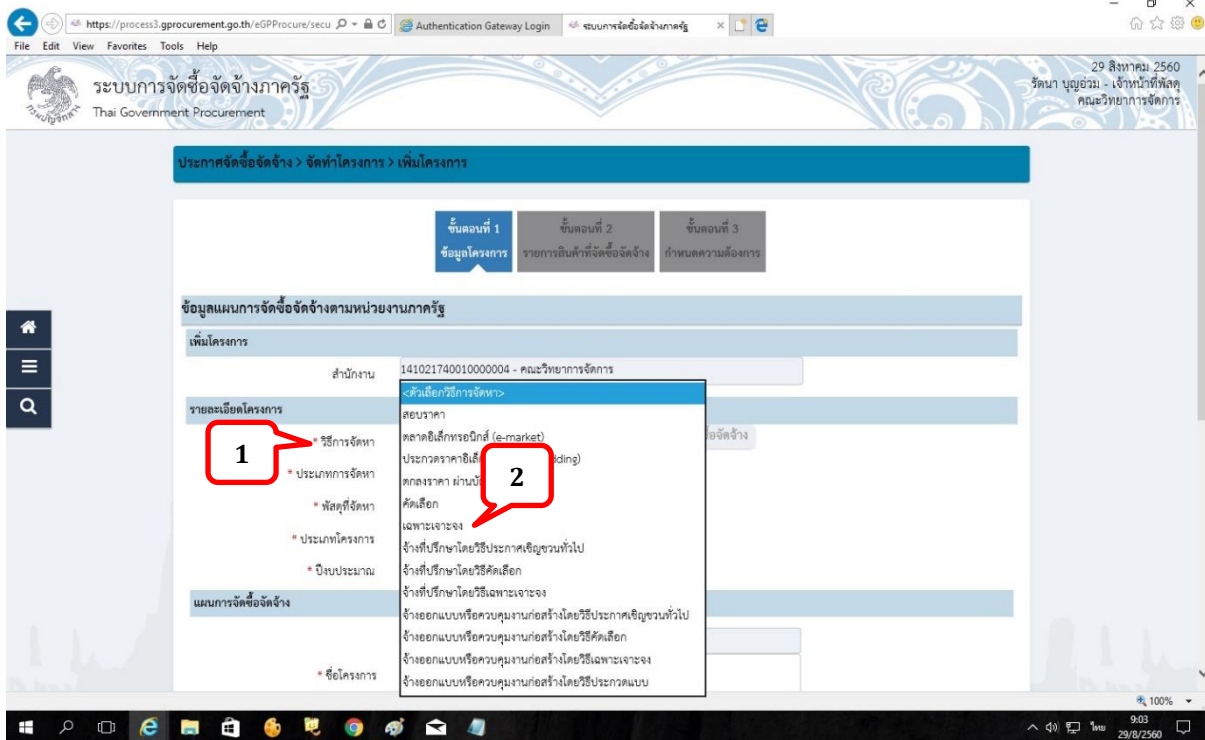 https://process3.gprocurement.go.th/eGPProcure/secu
Authentication Gateway Login
ระบบการจัดซื้อจัดจ้างภาครัฐ
File Edit View Favorites Tools Help
ระบบการจัดซื้อจัดจ้างภาครัฐ
Thai Government Procurement
29 สิงหาคม 2560
รัตนา บุญอ่วม - เจ้าหน้าที่พัสดุ
คณะวิทยาการจัดการ
ประกาศจัดซื้อจัดจ้าง > จัดทำโครงการ > เพิ่มโครงการ
ขั้นตอนที่ 1
ข้อมูลโครงการ
ขั้นตอนที่ 2
รายการสินค้าที่จัดซื้อจัดจ้าง
ขั้นตอนที่ 3
กำหนดความต้องการ
ข้อมูลแผนการจัดซื้อจัดจ้างตามหน่วยงานภาครัฐ
เพิ่มโครงการ
สำนักงาน
141021740010000004 - คณะวิทยาการจัดการ
รายละเอียดโครงการ
* วิธีการจัดหา
* ประเภทการจัดหา
* พัสดุที่จัดหา
* ประเภทโครงการ
* ปีงบประมาณ
<ตัวเลือกวิธีการจัดหา>
สอบราคา
ตลาดอิเล็กทรอนิกส์ (e-market)
ประกวดราคาอิเล็ dding)
ตกลงราคา ผ่าน
คัดเลือก
เฉพาะเจาะจง
จ้างที่ปรึกษาโดยวิธีประกาศเชิญชวนทั่วไป
จ้างที่ปรึกษาโดยวิธีคัดเลือก
จ้างที่ปรึกษาโดยวิธีเฉพาะเจาะจง
จ้างออกแบบหรือควบคุมงานก่อสร้างโดยวิธีประกาศเชิญชวนทั่วไป
จ้างออกแบบหรือควบคุมงานก่อสร้างโดยวิธีคัดเลือก
จ้างออกแบบหรือควบคุมงานก่อสร้างโดยวิธีเฉพาะเจาะจง
จ้างออกแบบหรือควบคุมงานก่อสร้างโดยวิธีประกวดแบบ
1
2
แผนการจัดซื้อจัดจ้าง
* ชื่อโครงการ
100%
ไทย
9:03
29/8/2560